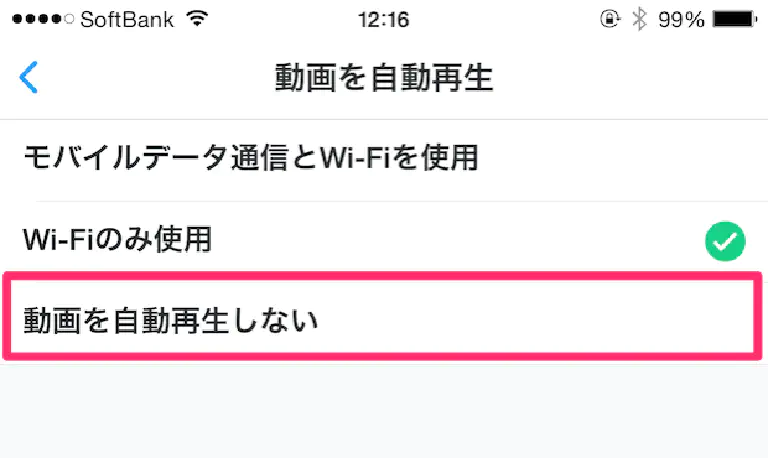 SoftBank 12:16 99%
動画を自動再生
モバイルデータ通信とWi-Fiを使用
Wi-Fiのみ使用
動画を自動再生しない